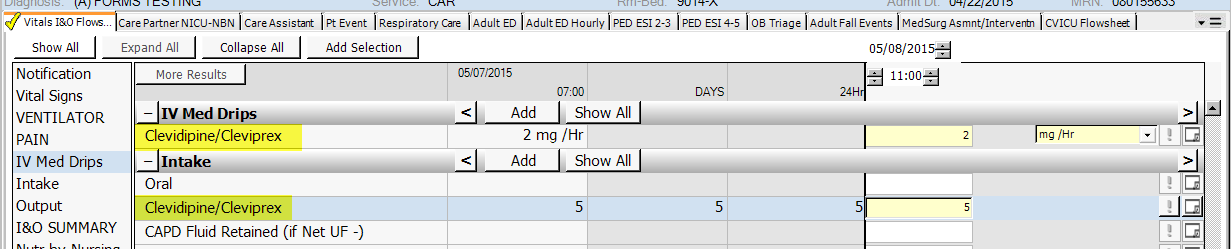 Diagnosis: (A) FORMS TESTING Service: CAR Rm-Bed: 9014-X Admit Dt: 04/22/2015 MRN: 080155633
Vitals I&O Flows... Care Partner NICU-NBN Care Assistant Pt Event Respiratory Care Adult ED Adult ED Hourly PED ESI 2-3 PED ESI 4-5 OB Triage Adult Fall Events MedSurg Asmnt/Interventn CVICU Flowsheet
Show All Expand All Collapse All Add Selection 05/08/2015
Notification More Results 05/07/2015 11:00
Vital Signs 07:00 DAYS 24Hr
VENTILATOR − IV Med Drips < Add Show All >
PAIN Clevidipine/Cleviprex 2 mg /Hr 2 mg /Hr !
IV Med Drips − Intake < Add Show All >
Intake Oral !
Output Clevidipine/Cleviprex 5 5 5 5 !
I&O SUMMARY CAPD Fluid Retained (if Net UF -) !
Nutr by Nursing